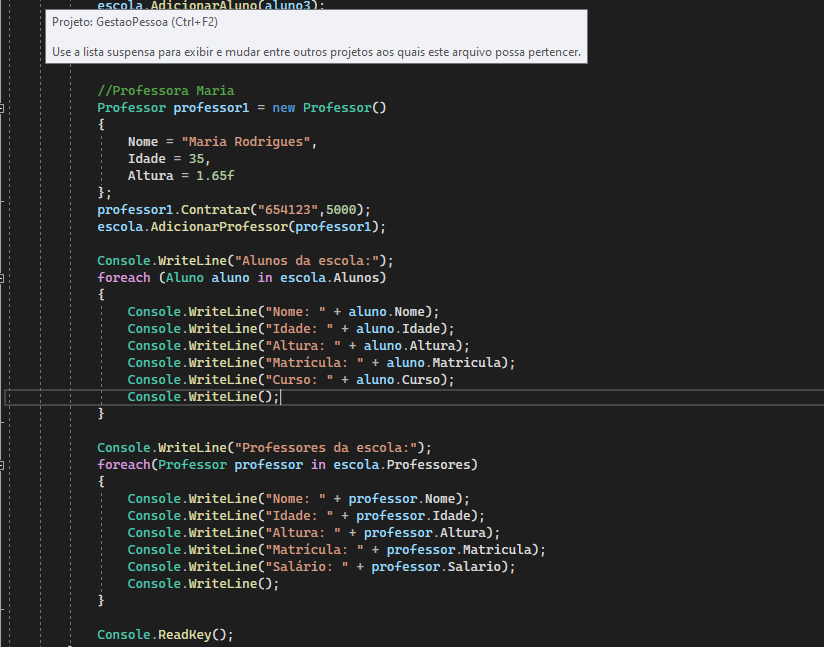 escola.AdicionarAluno(aluno3);
Projeto: GestaoPessoa (Ctrl+F2)
Use a lista suspensa para exibir e mudar entre outros projetos aos quais este arquivo possa pertencer.
//Professora Maria
Professor professor1 = new Professor()
{
Nome = "Maria Rodrigues",
Idade = 35,
Altura = 1.65f
};
professor1.Contratar("654123",5000);
escola.AdicionarProfessor(professor1);
Console.WriteLine("Alunos da escola:");
foreach (Aluno aluno in escola.Alunos)
{
Console.WriteLine("Nome: " + aluno.Nome);
Console.WriteLine("Idade: " + aluno.Idade);
Console.WriteLine("Altura: " + aluno.Altura);
Console.WriteLine("Matrícula: " + aluno.Matricula);
Console.WriteLine("Curso: " + aluno.Curso);
Console.WriteLine();
}
Console.WriteLine("Professores da escola:");
foreach(Professor professor in escola.Professores)
{
Console.WriteLine("Nome: " + professor.Nome);
Console.WriteLine("Idade: " + professor.Idade);
Console.WriteLine("Altura: " + professor.Altura);
Console.WriteLine("Matrícula: " + professor.Matricula);
Console.WriteLine("Salário: " + professor.Salario);
Console.WriteLine();
}
Console.ReadKey();